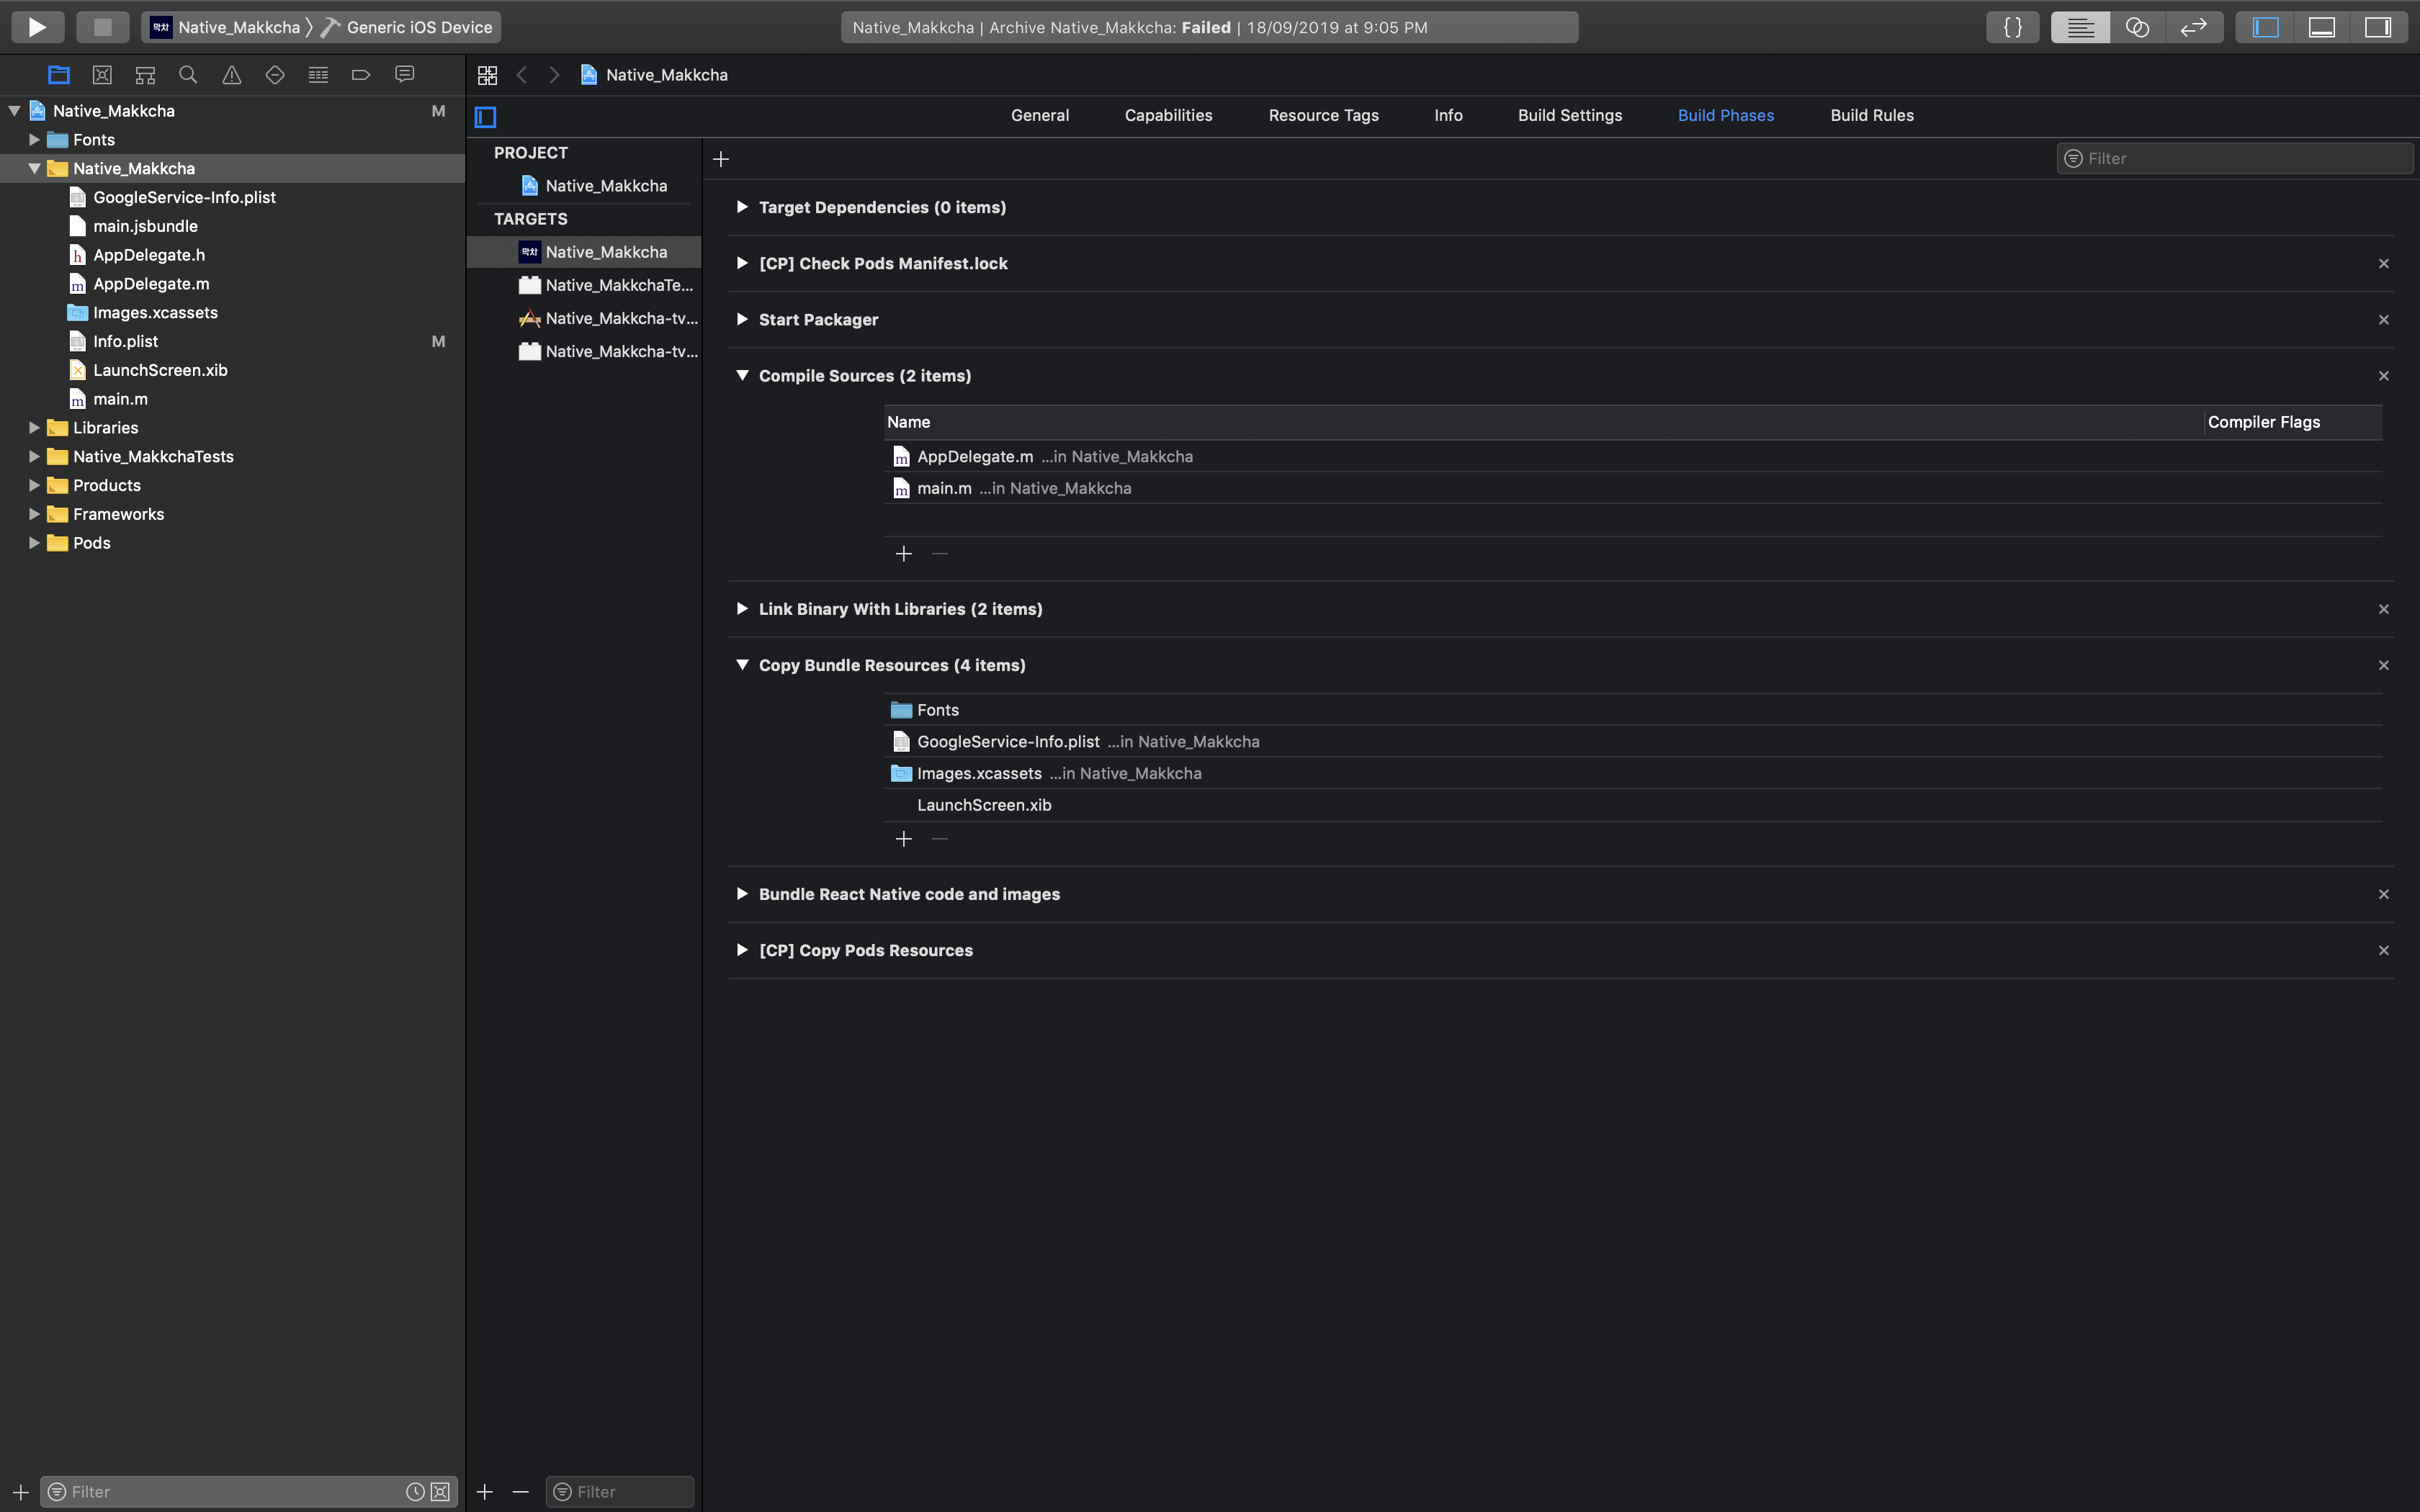 막차 Native_Makkcha Generic iOS Device
Native_Makkcha | Archive Native_Makkcha: Failed | 18/09/2019 at 9:05 PM
{}
Native_Makkcha M
Fonts
Native_Makkcha
GoogleService-Info.plist
main.jsbundle
h AppDelegate.h
m AppDelegate.m
Images.xcassets
Info.plist M
LaunchScreen.xib
m main.m
Libraries
Native_MakkchaTests
Products
Frameworks
Pods
Filter
Native_Makkcha
General Capabilities Resource Tags Info Build Settings Build Phases Build Rules
PROJECT
Native_Makkcha
TARGETS
막차 Native_Makkcha
Native_MakkchaTe...
Native_Makkcha-tv...
Native_Makkcha-tv...
Filter
Filter
Target Dependencies (0 items)
[CP] Check Pods Manifest.lock
Start Packager
Compile Sources (2 items)
Name Compiler Flags
m AppDelegate.m ...in Native_Makkcha
m main.m ...in Native_Makkcha
Link Binary With Libraries (2 items)
Copy Bundle Resources (4 items)
Fonts
GoogleService-Info.plist ...in Native_Makkcha
Images.xcassets ...in Native_Makkcha
LaunchScreen.xib
Bundle React Native code and images
[CP] Copy Pods Resources